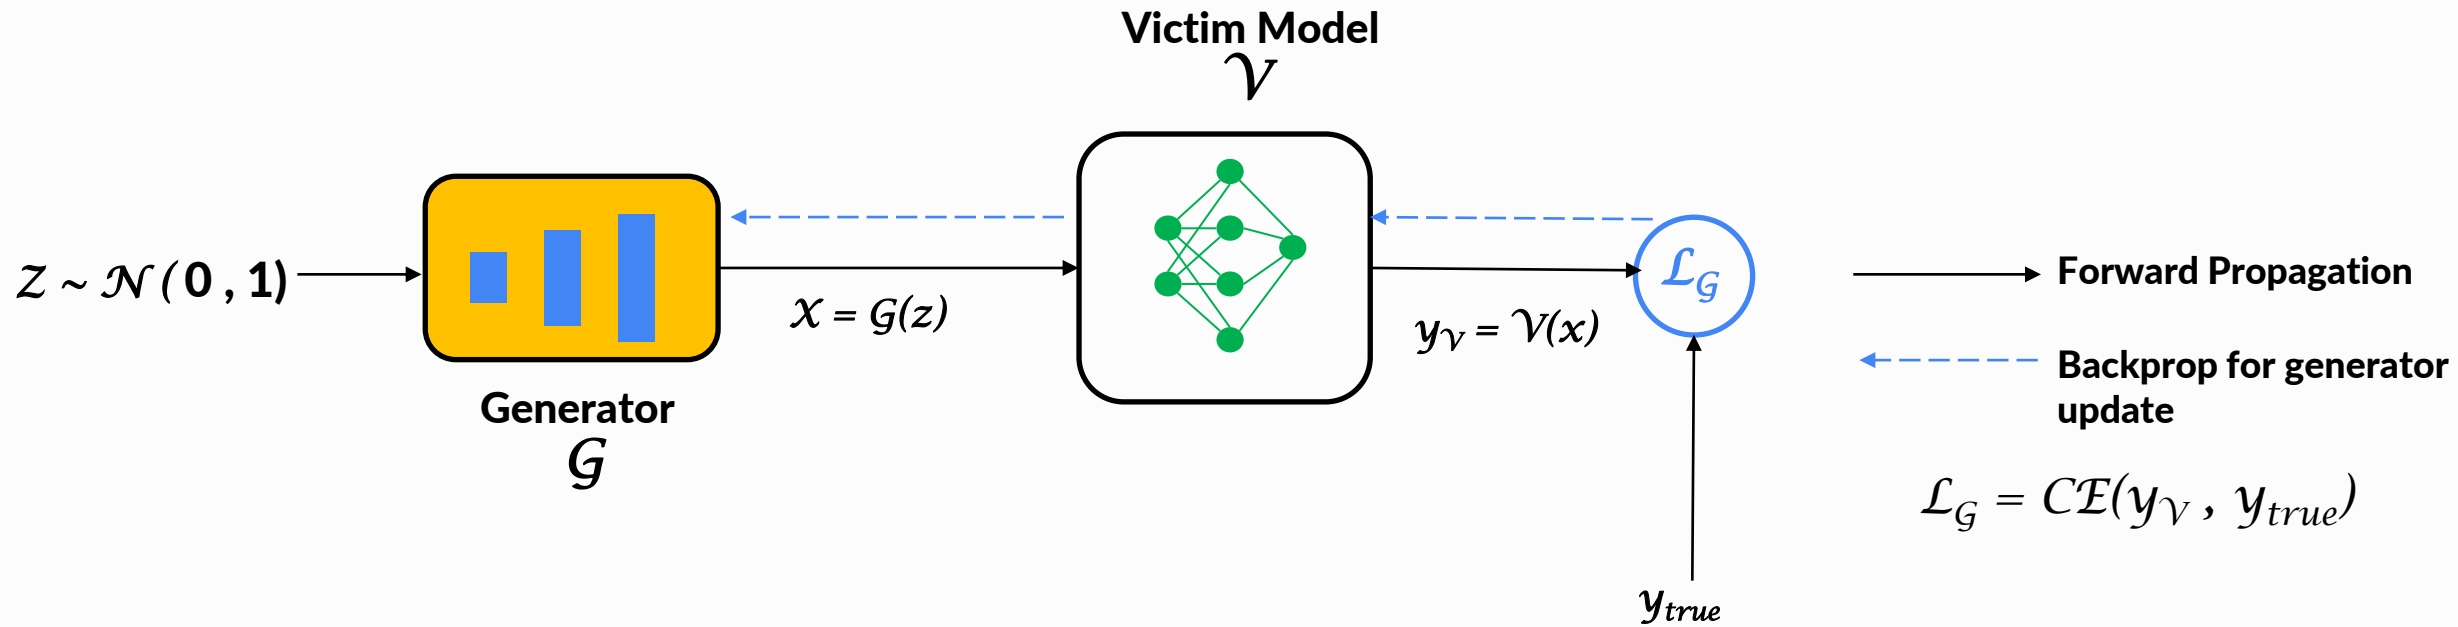 Victim Model
𝒱
z ~ 𝒩 ( 0 , 1)
x = 𝒢(z)
y𝒱 = 𝒱(x)
ℒ𝒢
Generator
𝒢
ytrue
Forward Propagation
Backprop for generator
update
ℒ𝒢 = CE(y𝒱 , ytrue)